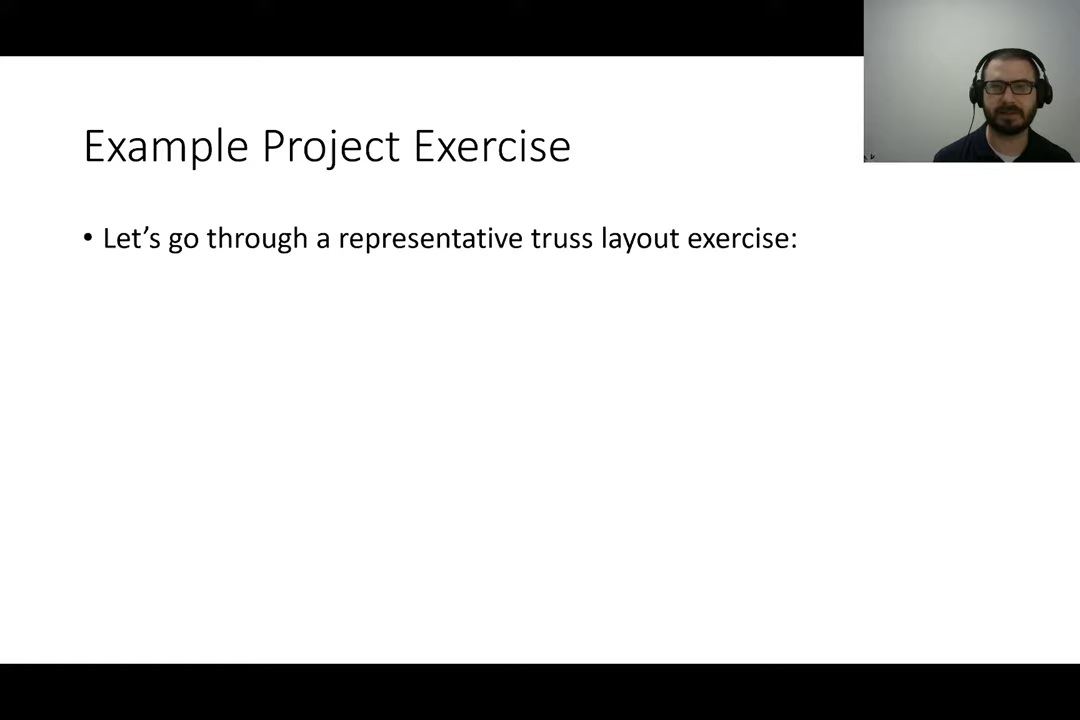 Example Project Exercise
• Let’s go through a representative truss layout exercise: